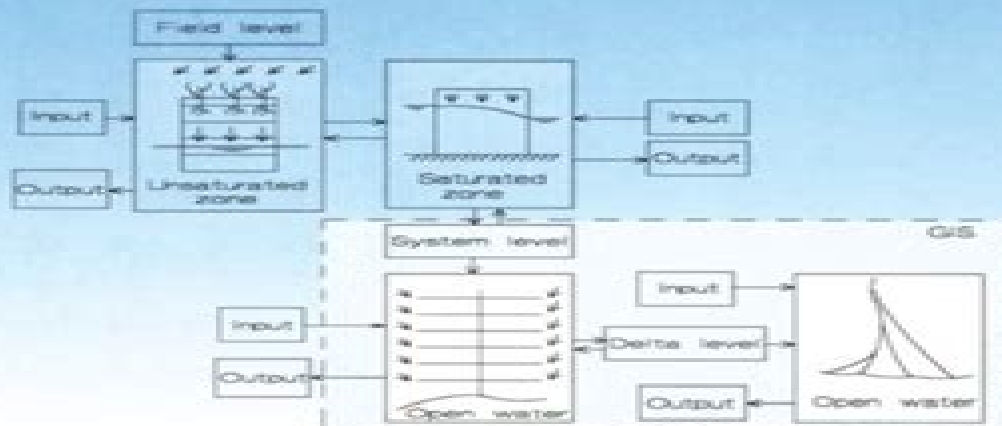 Field level
Input
Output
Unsaturated
zone
Saturated
zone
Input
Output
System level
GIS
Input
Output
Open water
Delta level
Input
Output
Open water